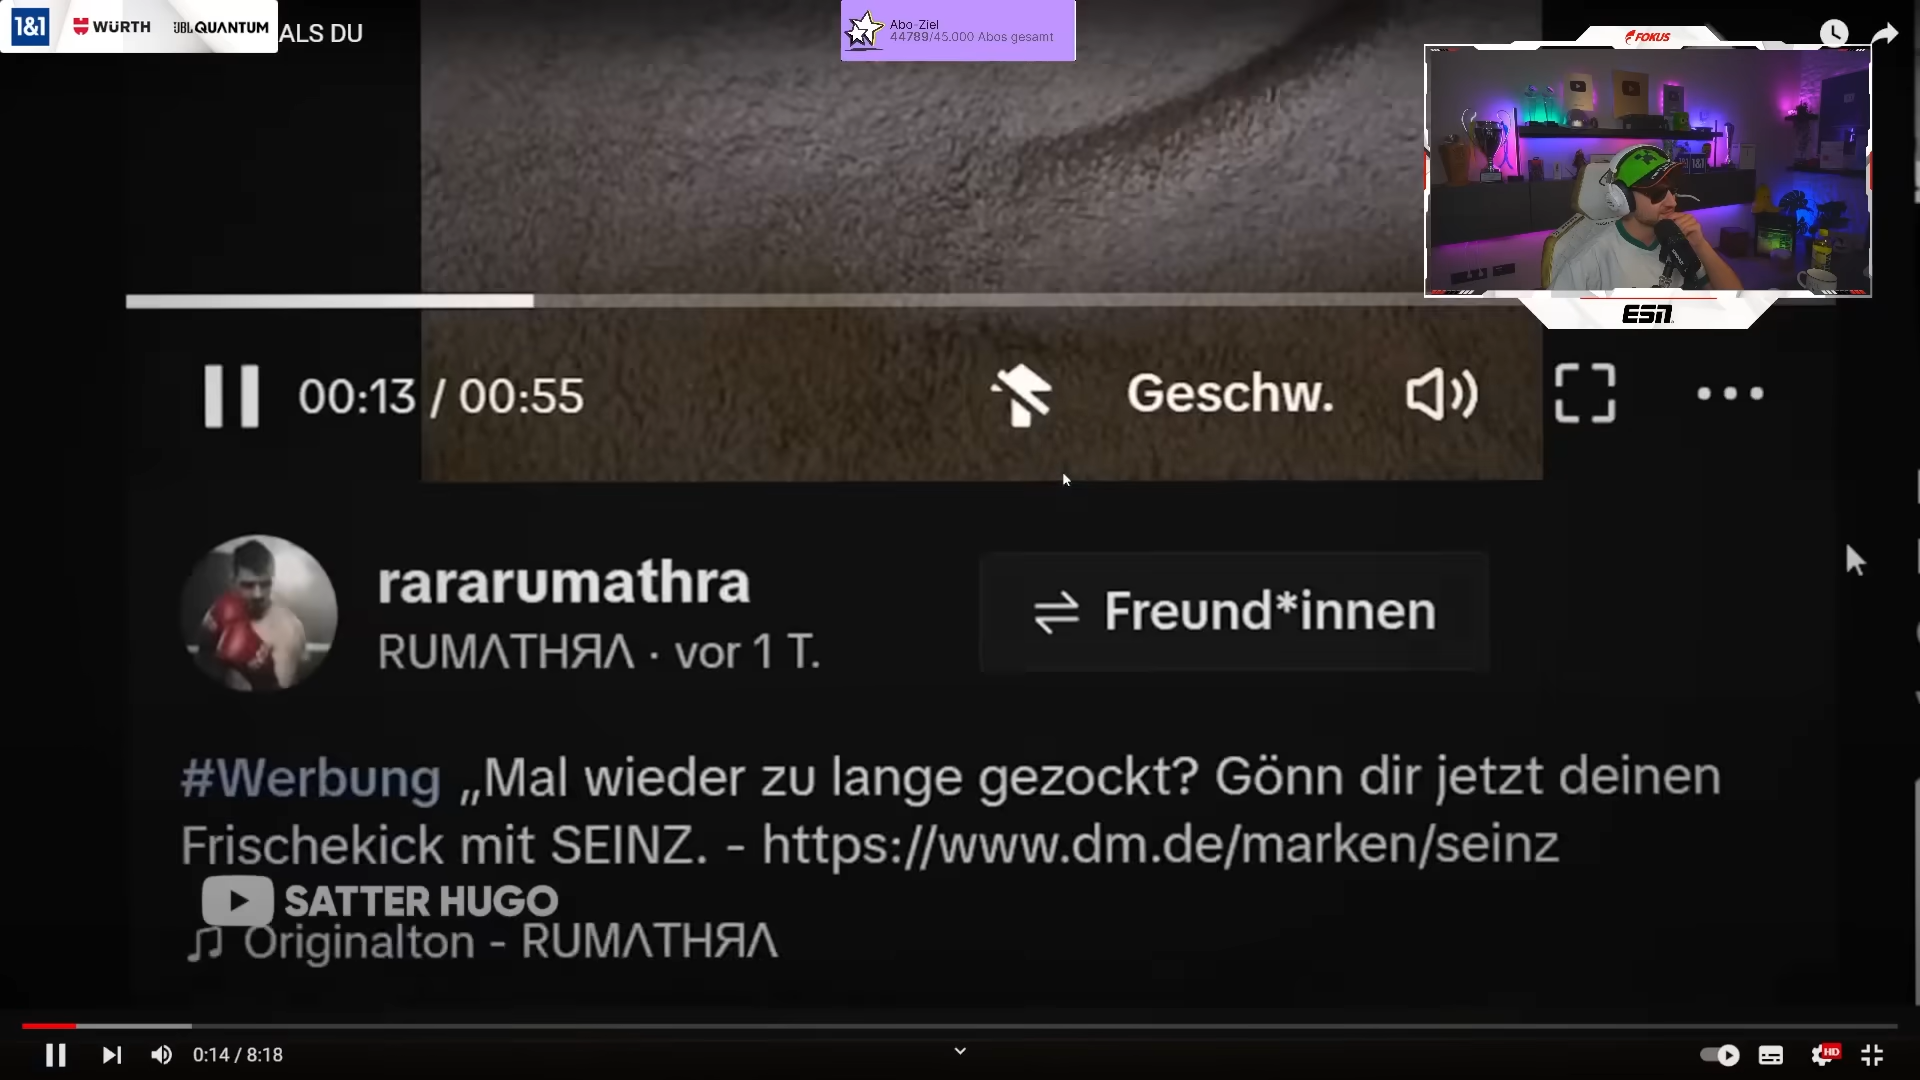 1&1 WÜRTH JBL QUANTUM ALS DU
Abo-Ziel
44789/45.000 Abos gesamt
FOKUS
ESN
00:13 / 00:55 Geschw.
rararumathra
RUMΛTHЯΛ · vor 1 T.
Freund*innen
#Werbung „Mal wieder zu lange gezockt? Gönn dir jetzt deinen
Frischekick mit SEINZ. - https://www.dm.de/marken/seinz
SATTER HUGO
Originalton - RUMΛTHЯΛ
0:14 / 8:18
HD